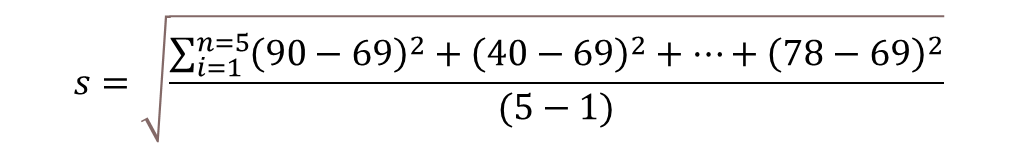 s = √((∑_{i=1}^{n=5}(90 − 69)² + (40 − 69)² + ⋯ + (78 − 69)²)/(5 − 1))